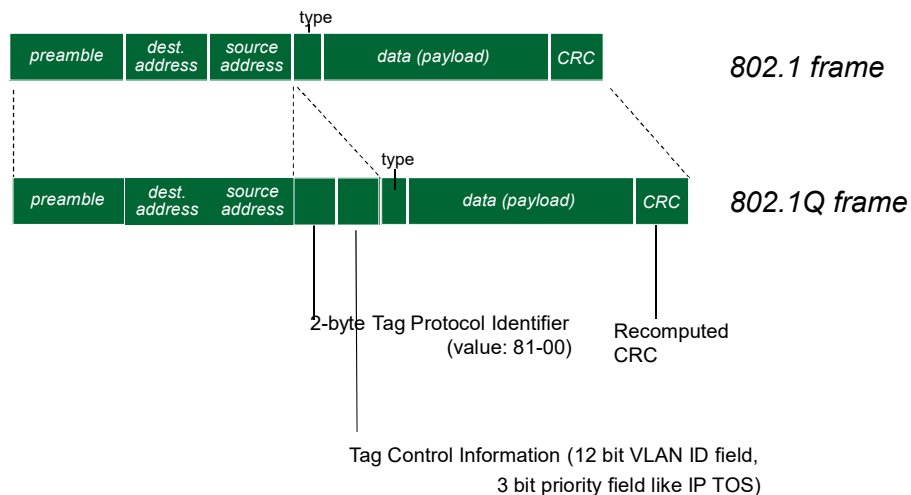 type
preamble
dest.
address
source
address
data (payload)
CRC
802.1 frame
type
preamble
dest.
address
source
address
data (payload)
CRC
802.1Q frame
2-byte Tag Protocol Identifier
(value: 81-00)
Recomputed
CRC
Tag Control Information (12 bit VLAN ID field,
3 bit priority field like IP TOS)